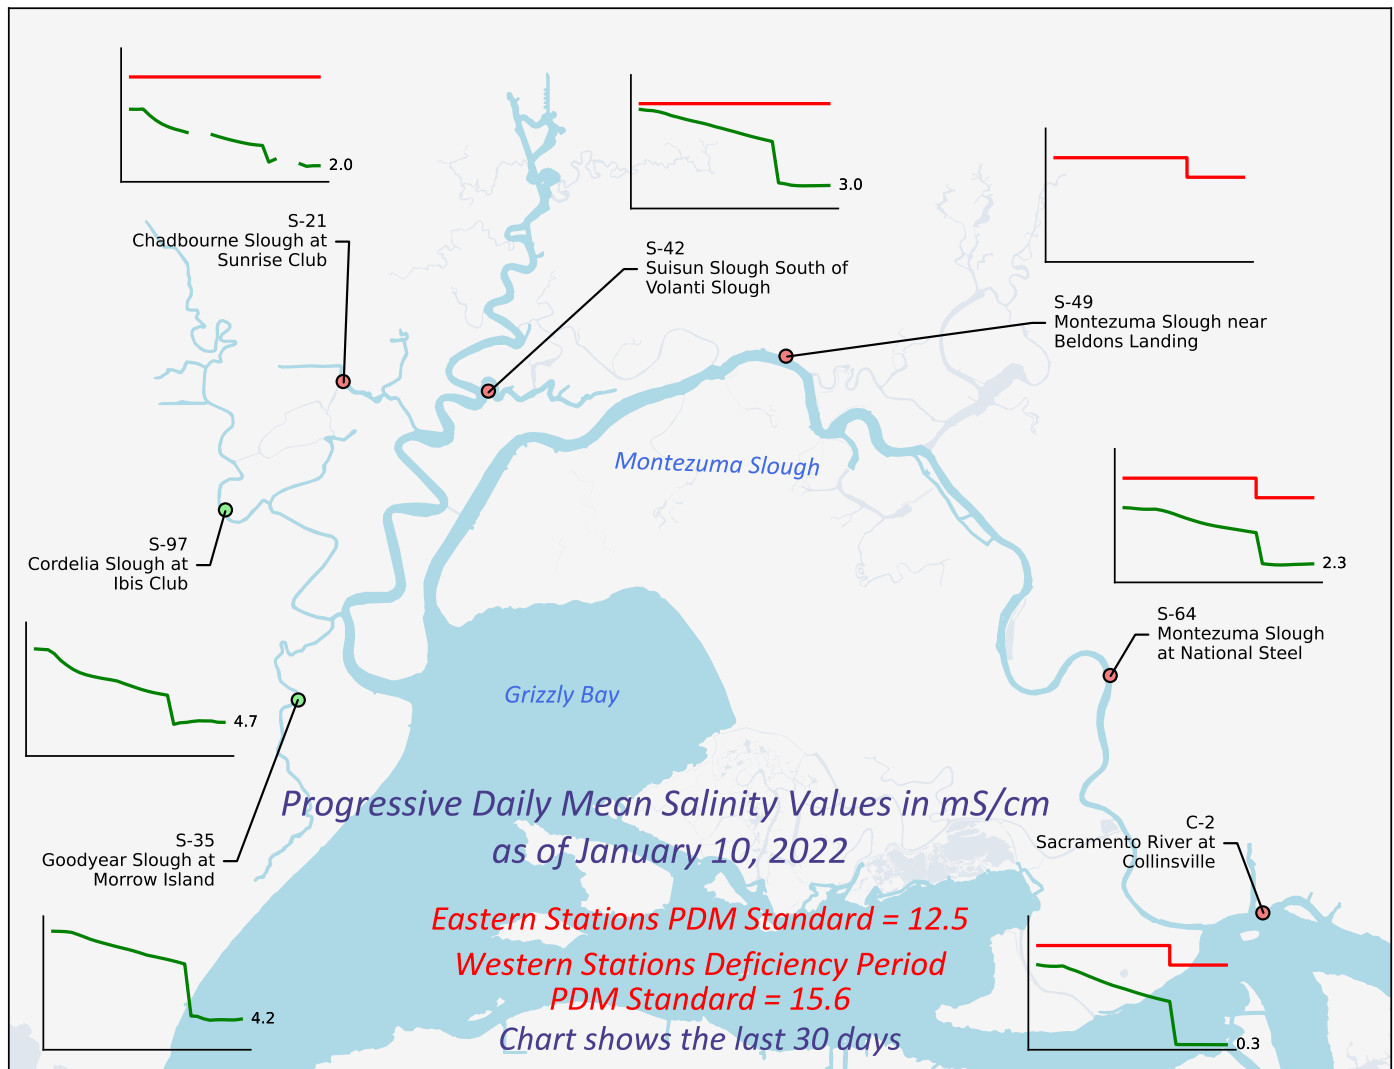 2.0
S-21
Chadbourne Slough at
Sunrise Club
3.0
S-42
Suisun Slough South of
Volanti Slough
S-49
Montezuma Slough near
Beldons Landing
Montezuma Slough
S-97
Cordelia Slough at
Ibis Club
4.7
2.3
S-64
Montezuma Slough
at National Steel
Grizzly Bay
S-35
Goodyear Slough at
Morrow Island
4.2
C-2
Sacramento River at
Collinsville
0.3
Progressive Daily Mean Salinity Values in mS/cm
as of January 10, 2022
Eastern Stations PDM Standard = 12.5
Western Stations Deficiency Period
PDM Standard = 15.6
Chart shows the last 30 days